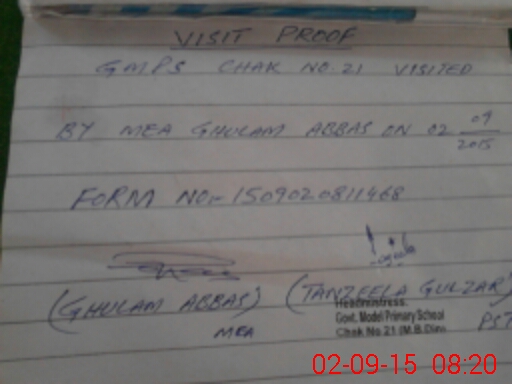 VISIT PROOF
GMPS CHAK NO. 21 VISITED
BY MEA GHULAM ABBAS ON 02 09/2015
FORM NO:- 1509020811468
(GHULAM ABBAS) (TANZEELA GULZAR)
MEA PST
Headmistress
Govt. Model Primary School
Chak No.21 (M.B.Din)
02-09-15 08:20